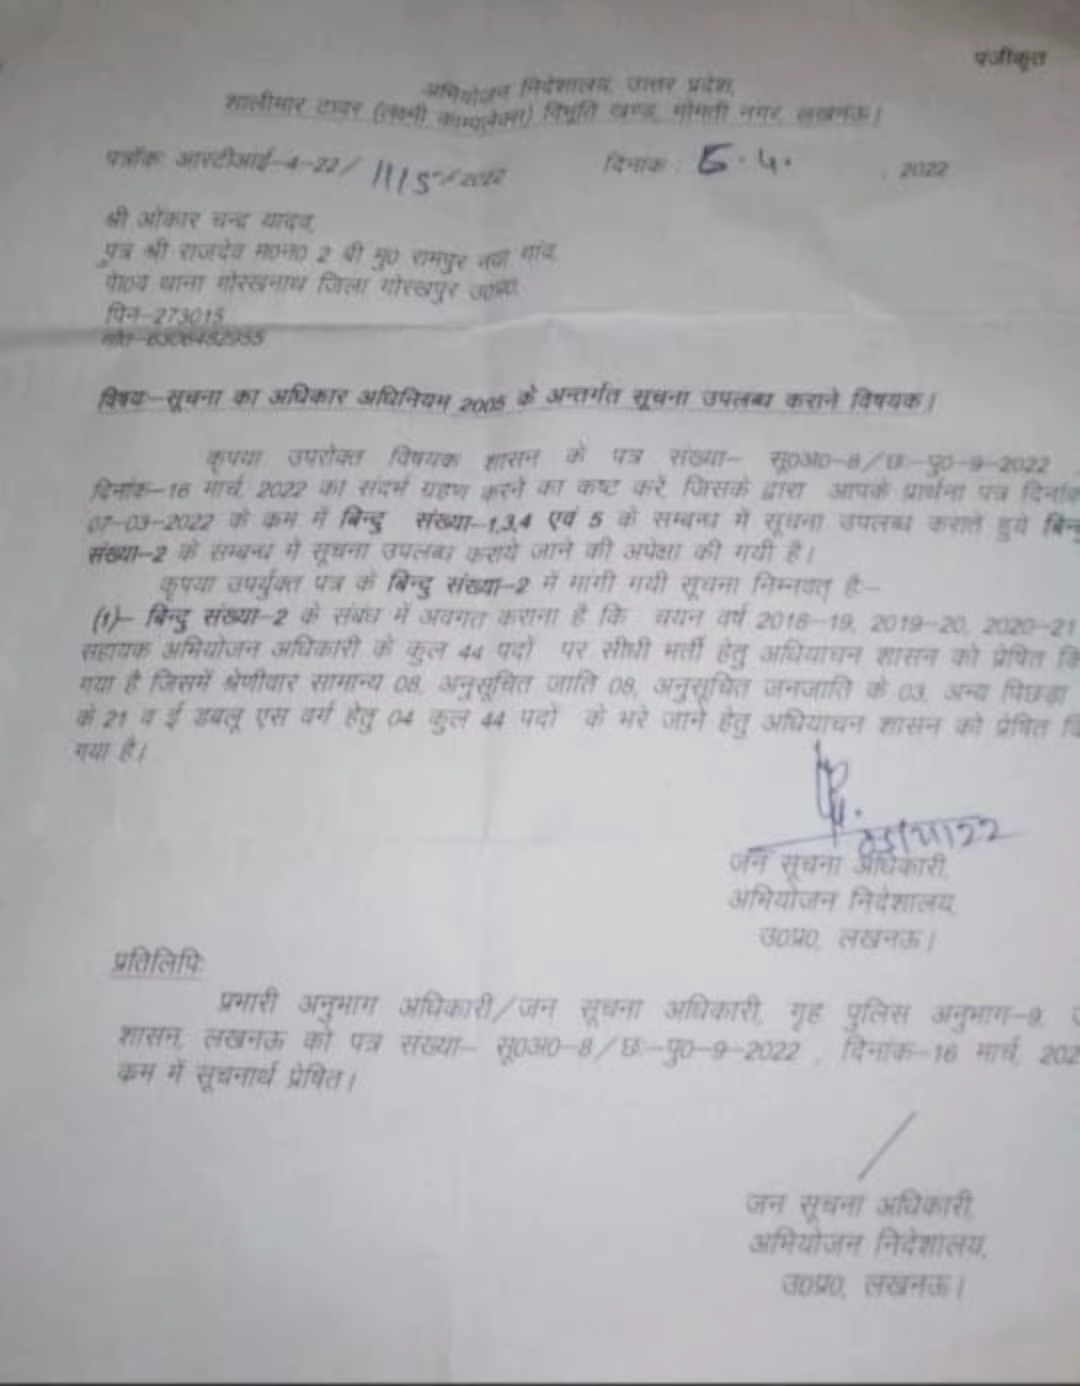 पंजीकृत
अभियोजन निदेशालय, उत्तर प्रदेश,
शालीमार टावर (लक्ष्मी काम्पलेक्स) विभूति खण्ड, गोमती नगर, लखनऊ।
पत्राँकः आरटीआई-4-22/ 1115 /2022 दिनांक : 5.4. , 2022
श्री ओंकार चन्द यादव,
पुत्र श्री राजदेव म0न0 2 बी मु0 रामपुर नया गांव,
थाना गोरखनाथ जिला गोरखपुर उ0प्र0,
पिन-273015
विषयः-सूचना का अधिकार अधिनियम 2005 के अन्तर्गत सूचना उपलब्ध कराने विषयक।
कृपया उपरोक्त विषयक शासन के पत्र संख्या- सू0अ0-8/छः-पु0-9-2022 ,
दिनांक-16 मार्च, 2022 का संदर्भ ग्रहण करने का कष्ट करें, जिसके द्वारा आपके प्रार्थना पत्र
07-03-2022 के कम में बिन्दु संख्या-1,3,4 एवं 5 के सम्बन्ध में सूचना उपलब्ध कराते हुये
संख्या-2 के सम्बन्ध में सूचना उपलब्ध कराये जाने की अपेक्षा की गयी है।
कृपया उपर्युक्त पत्र के बिन्दु संख्या-2 में मांगी गयी सूचना निम्नवत् है:-
(1)- बिन्दु संख्या-2 के संबंध में अवगत कराना है कि चयन वर्ष 2018-19, 2019-20, 2020-21
सहायक अभियोजन अधिकारी के कुल 44 पदों पर सीधी भर्ती हेतु अधियाचन शासन को प्रेषित
गया है जिसमें श्रेणीवार सामान्य 08, अनुसूचित जाति 08, अनुसूचित जनजाति के 03, अन्य पिछड़ा
के 21 व ई डबलू एस वर्ग हेतु 04 कुल 44 पदों के भरे जाने हेतु अधियाचन शासन को प्रेषित
गया है।
जन सूचना अधिकारी,
अभियोजन निदेशालय,
उ0प्र0, लखनऊ।
प्रतिलिपिः
प्रभारी अनुभाग अधिकारी/जन सूचना अधिकारी, गृह पुलिस अनुभाग-9,
शासन, लखनऊ को पत्र संख्या- सू0अ0-8/छः-पु0-9-2022 , दिनांक-16 मार्च,
कम में सूचनार्थ प्रेषित।
जन सूचना अधिकारी,
अभियोजन निदेशालय,
उ0प्र0, लखनऊ।